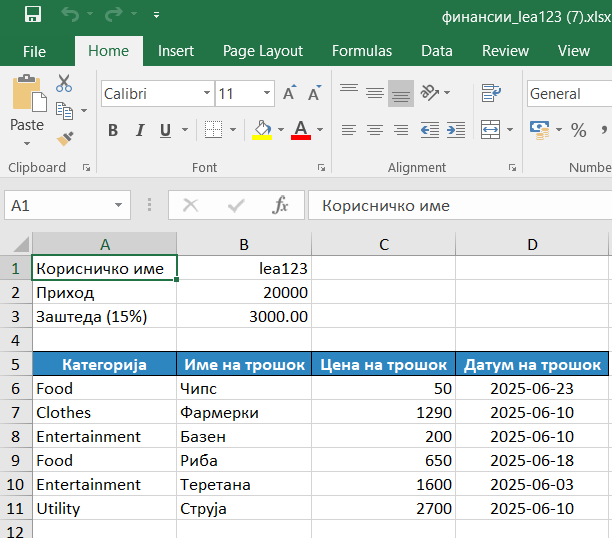 финансии_lea123 (7).xlsx
File Home Insert Page Layout Formulas Data Review View
Calibri 11 A A General
Paste B I U A % ,
Clipboard Font Alignment Numbe
A1 fx Корисничко име
A B C D
1 Корисничко име lea123
2 Приход 20000
3 Заштеда (15%) 3000.00
4
5 Категорија Име на трошок Цена на трошок Датум на трошок
6 Food Чипс 50 2025-06-23
7 Clothes Фармерки 1290 2025-06-10
8 Entertainment Базен 200 2025-06-10
9 Food Риба 650 2025-06-18
10 Entertainment Теретана 1600 2025-06-03
11 Utility Струја 2700 2025-06-10
12